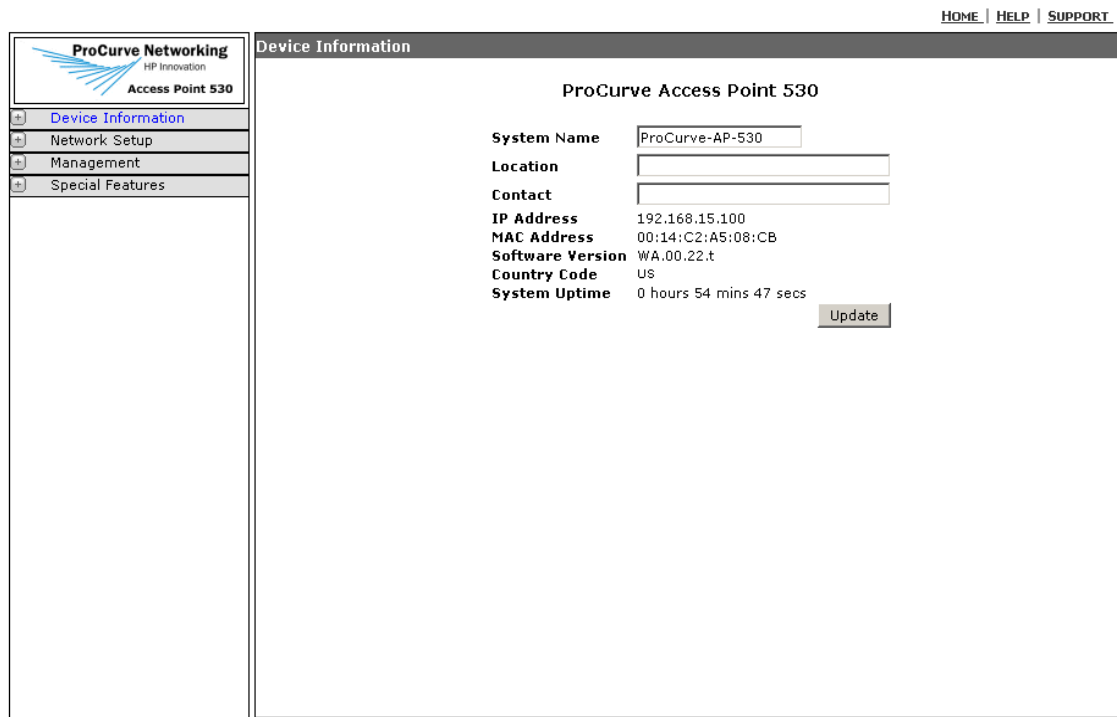 HOME | HELP | SUPPORT
ProCurve Networking
HP Innovation
Access Point 530
Device Information
Network Setup
Management
Special Features
Device Information
ProCurve Access Point 530
System Name ProCurve-AP-530
Location
Contact
IP Address 192.168.15.100
MAC Address 00:14:C2:A5:08:CB
Software Version WA.00.22.t
Country Code US
System Uptime 0 hours 54 mins 47 secs
Update